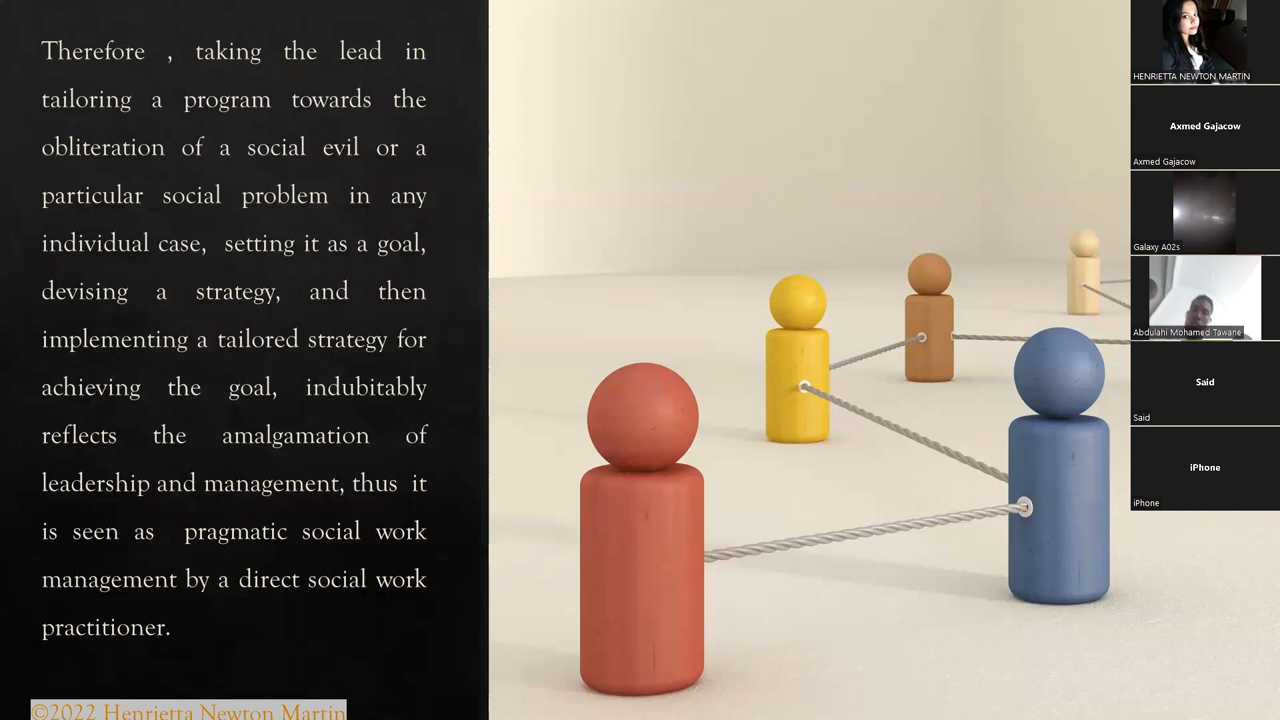 Therefore , taking the lead in
tailoring a program towards the
obliteration of a social evil or a
particular social problem in any
individual case, setting it as a goal,
devising a strategy, and then
implementing a tailored strategy for
achieving the goal, indubitably
reflects the amalgamation of
leadership and management, thus it
is seen as pragmatic social work
management by a direct social work
practitioner.
©2022 Henrietta Newton Martin
HENRIETTA NEWTON MARTIN
Axmed Gajacow
Axmed Gajacow
Galaxy A02s
Abdulahi Mohamed Tawane
Said
Said
iPhone
iPhone